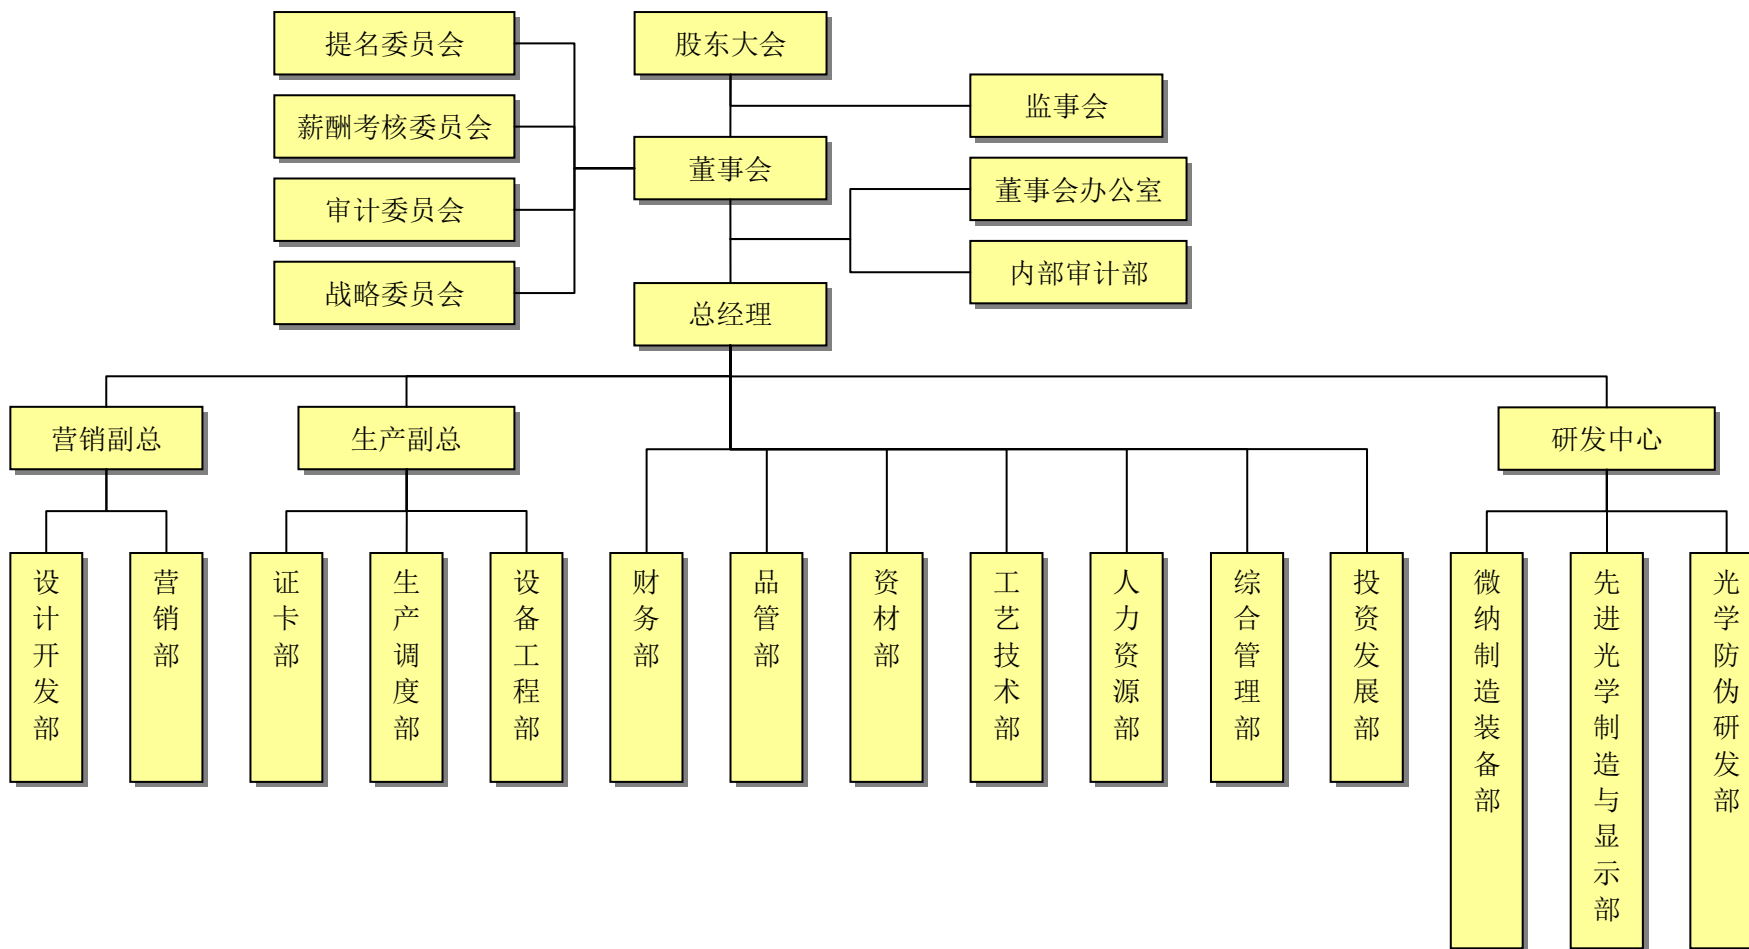 提名委员会
股东大会
监事会
薪酬考核委员会
董事会
董事会办公室
审计委员会
内部审计部
战略委员会
总经理
营销副总
生产副总
研发中心
设计开发部
营销部
证卡部
生产调度部
设备工程部
财务部
品管部
资材部
工艺技术部
人力资源部
综合管理部
投资发展部
微纳制造装备部
先进光学制造与显示部
光学防伪研发部